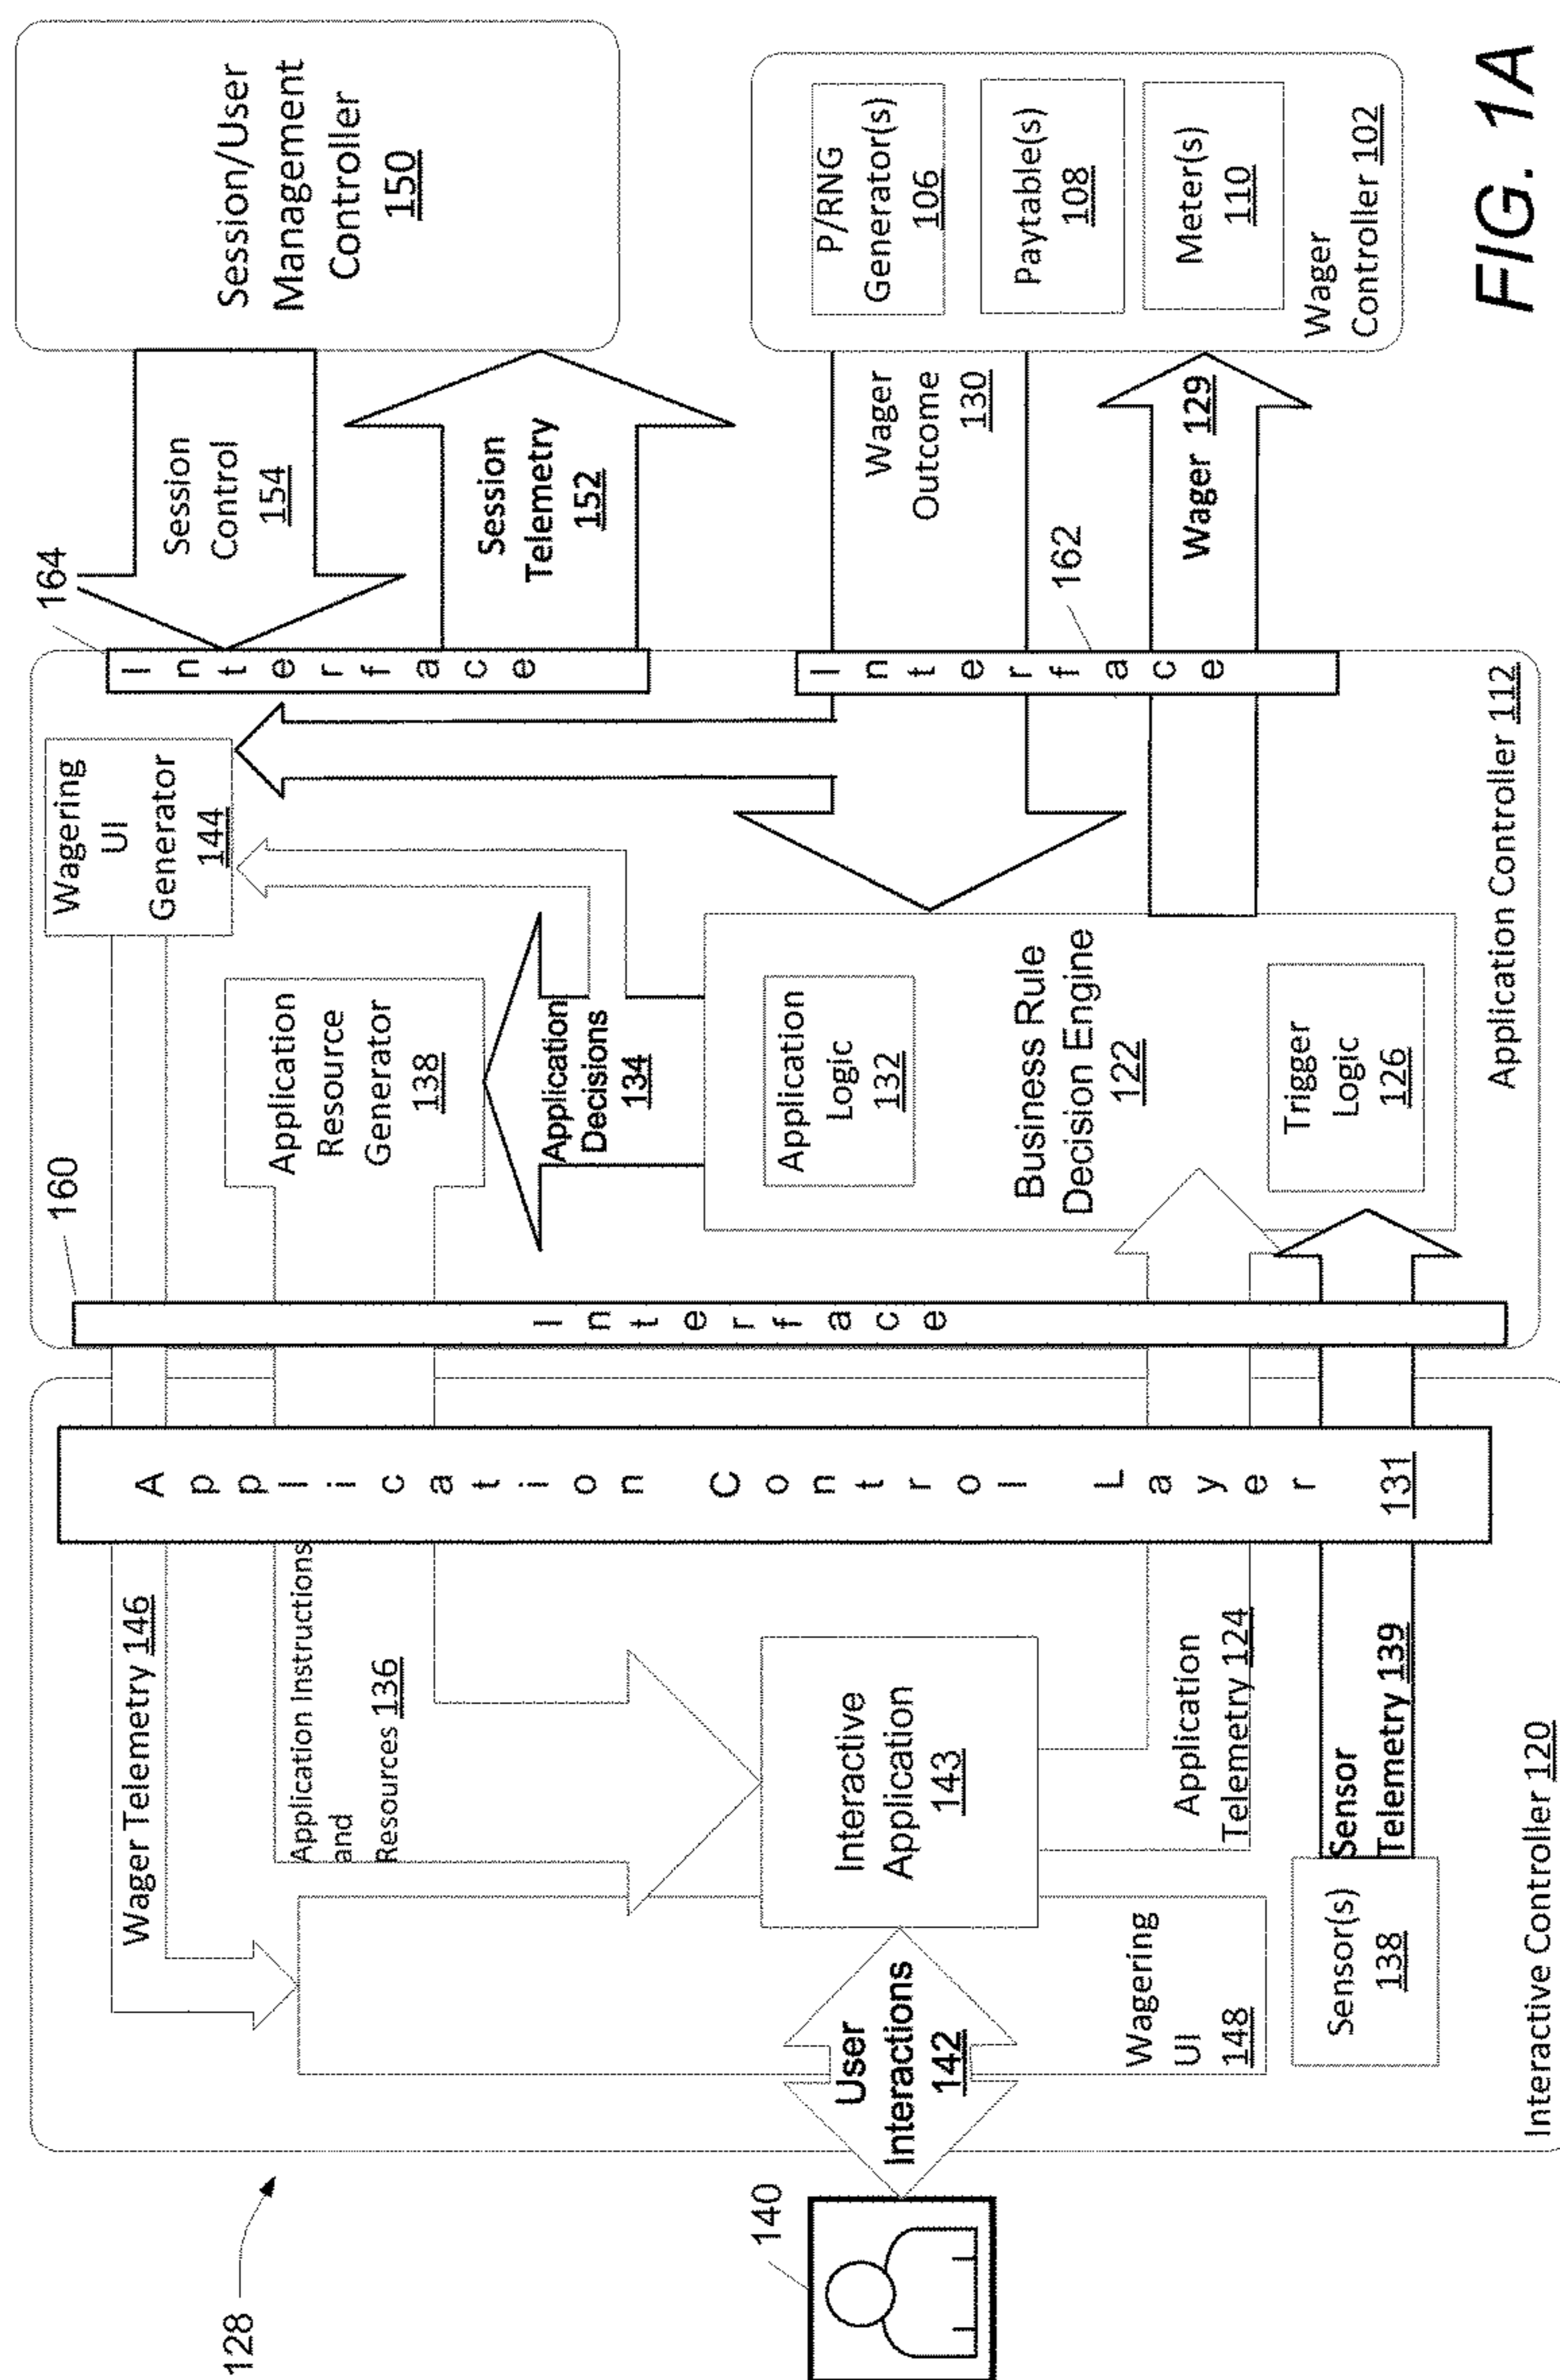 128
140
User
Interactions
142
Interactive Controller 120
Wager Telemetry 146
Application Instructions
and
Resources 136
Interactive
Application
143
Wagering
UI
148
Application
Telemetry 124
Sensor
Telemetry 139
Sensor(s)
138
Application Control Layer
131
160
Interface
Application Controller 112
Wagering
UI
Generator
144
Application
Resource
Generator
138
Application
Decisions
134
Application
Logic
132
Business Rule
Decision Engine
122
Trigger
Logic
126
164
Interface
Interface
162
Session
Control
154
Session
Telemetry
152
Wager
Outcome
130
Wager 129
Session/User
Management
Controller
150
P/RNG
Generator(s)
106
Paytable(s)
108
Meter(s)
110
Wager
Controller 102
FIG. 1A